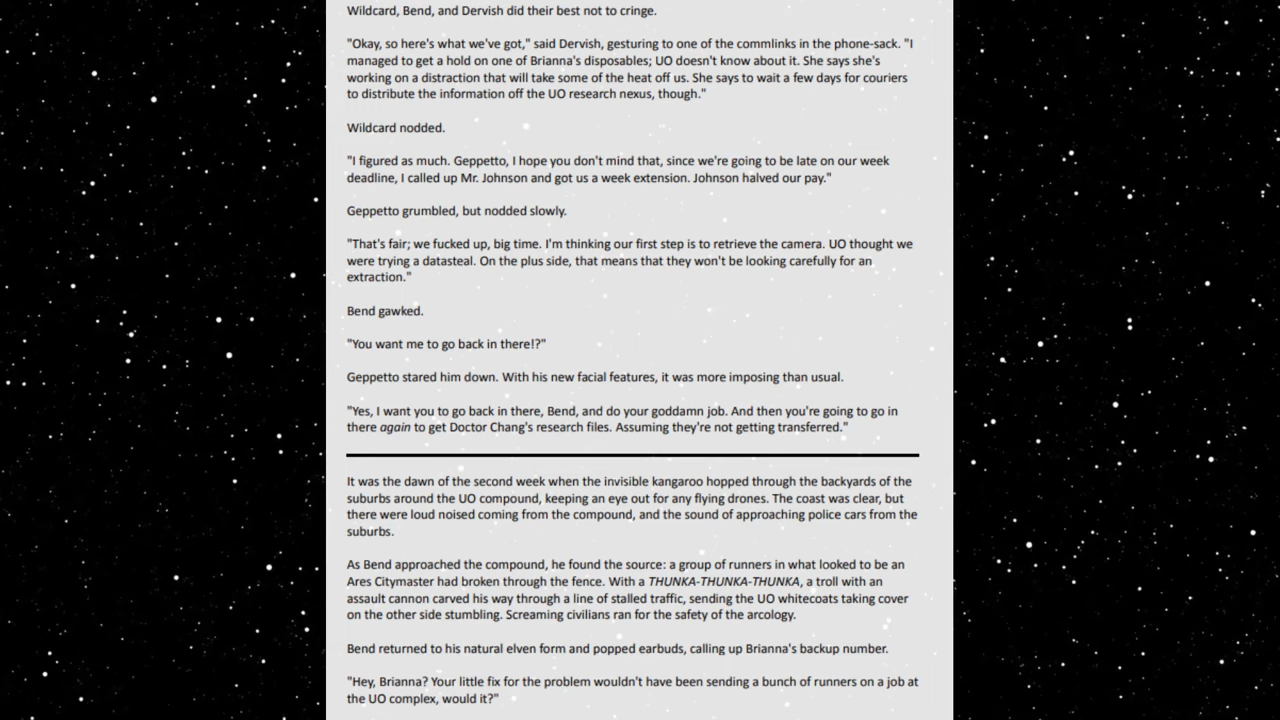 Wildcard, Bend, and Dervish did their best not to cringe.
"Okay, so here's what we've got," said Dervish, gesturing to one of the commlinks in the phone-sack. "I
managed to get a hold on one of Brianna's disposables; UO doesn't know about it. She says she's
working on a distraction that will take some of the heat off us. She says to wait a few days for couriers
to distribute the information off the UO research nexus, though."
Wildcard nodded.
"I figured as much. Geppetto, I hope you don't mind that, since we're going to be late on our week
deadline, I called up Mr. Johnson and got us a week extension. Johnson halved our pay."
Geppetto grumbled, but nodded slowly.
"That's fair; we fucked up, big time. I'm thinking our first step is to retrieve the camera. UO thought we
were trying a datasteal. On the plus side, that means that they won't be looking carefully for an
extraction."
Bend gawked.
"You want me to go back in there!?"
Geppetto stared him down. With his new facial features, it was more imposing than usual.
"Yes, I want you to go back in there, Bend, and do your goddamn job. And then you're going to go in
there again to get Doctor Chang's research files. Assuming they're not getting transferred."
It was the dawn of the second week when the invisible kangaroo hopped through the backyards of the
suburbs around the UO compound, keeping an eye out for any flying drones. The coast was clear, but
there were loud noised coming from the compound, and the sound of approaching police cars from the
suburbs.
As Bend approached the compound, he found the source: a group of runners in what looked to be an
Ares Citymaster had broken through the fence. With a THUNKA-THUNKA-THUNKA, a troll with an
assault cannon carved his way through a line of stalled traffic, sending the UO whitecoats taking cover
on the other side stumbling. Screaming civilians ran for the safety of the arcology.
Bend returned to his natural elven form and popped earbuds, calling up Brianna's backup number.
"Hey, Brianna? Your little fix for the problem wouldn't have been sending a bunch of runners on a job at
the UO complex, would it?"